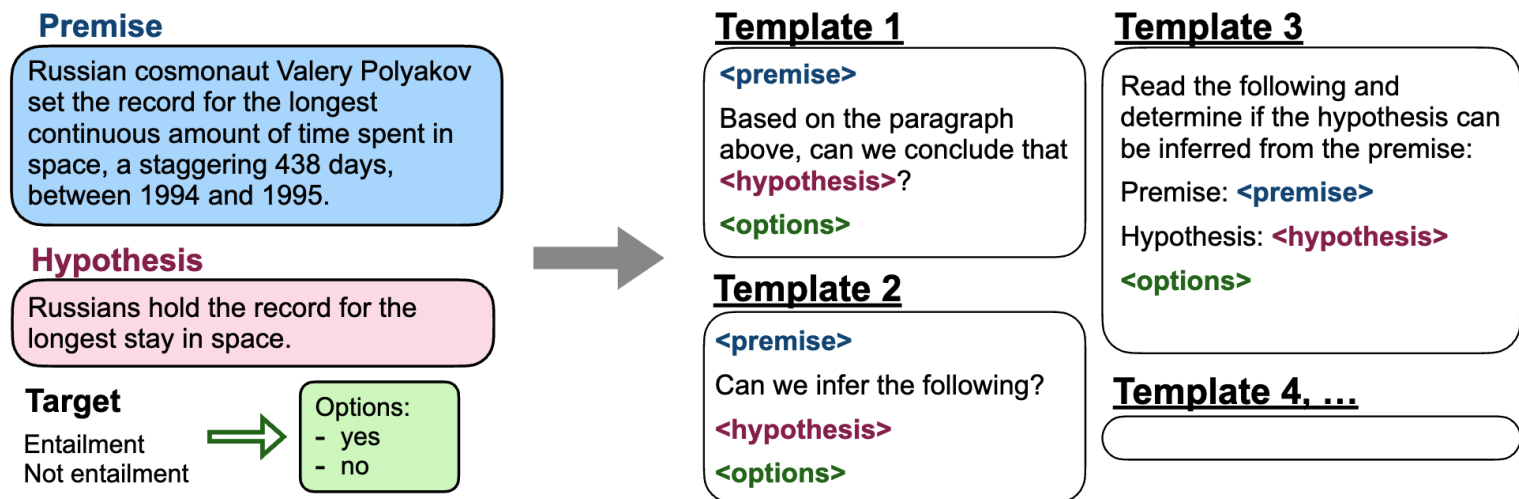 Premise
Russian cosmonaut Valery Polyakov
set the record for the longest
continuous amount of time spent in
space, a staggering 438 days,
between 1994 and 1995.
Hypothesis
Russians hold the record for the
longest stay in space.
Target
Entailment
Not entailment
Options:
- yes
- no
Template 1
<premise>
Based on the paragraph
above, can we conclude that
<hypothesis>?
<options>
Template 2
<premise>
Can we infer the following?
<hypothesis>
<options>
Template 3
Read the following and
determine if the hypothesis can
be inferred from the premise:
Premise: <premise>
Hypothesis: <hypothesis>
<options>
Template 4, …